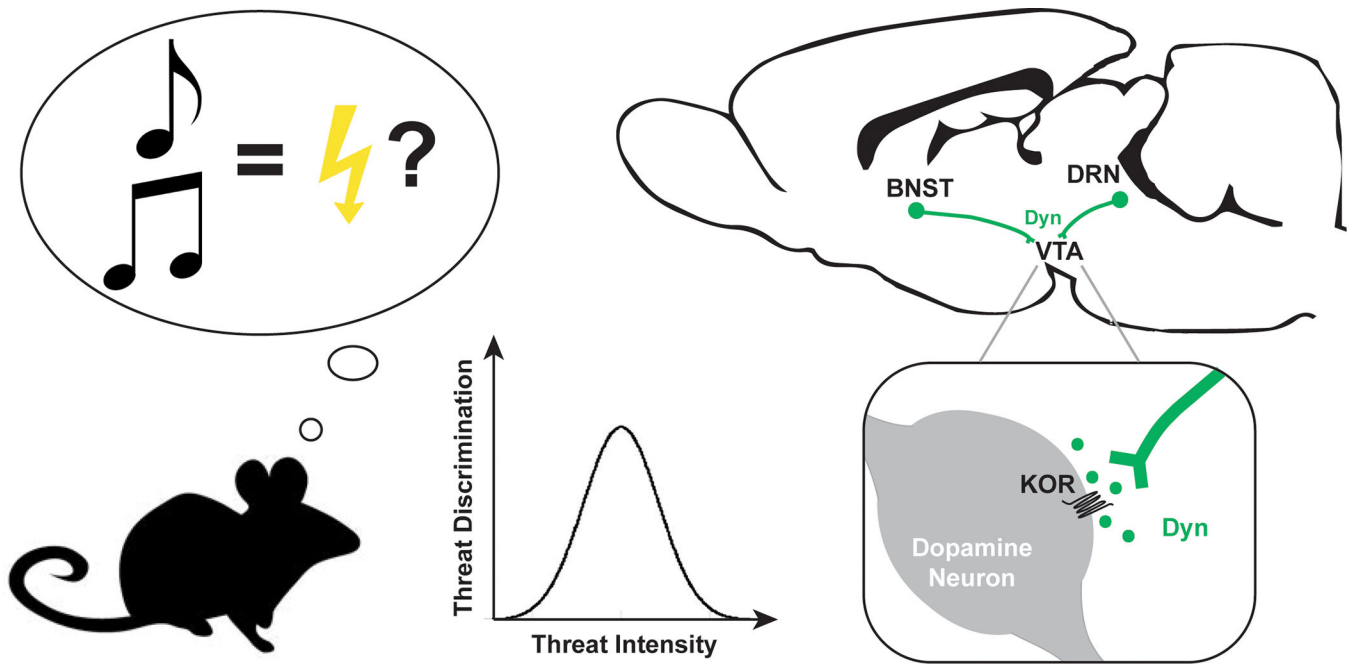 = ?
BNST
DRN
Dyn
VTA
Threat Discrimination
Threat Intensity
KOR
Dyn
Dopamine
Neuron